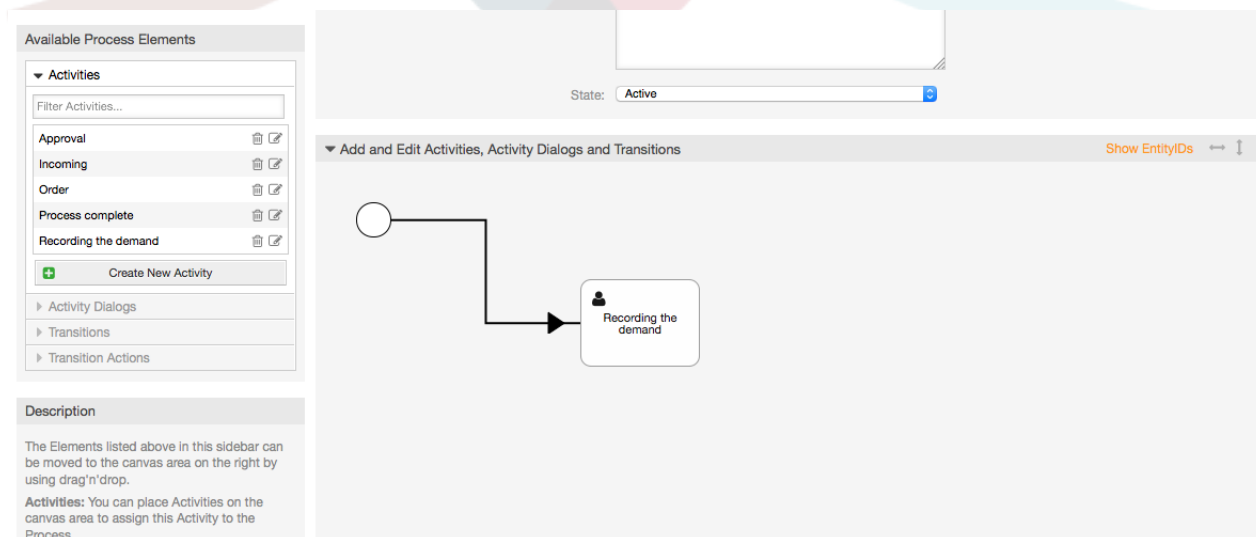 Available Process Elements
Activities
Filter Activities...
Approval
Incoming
Order
Process complete
Recording the demand
Create New Activity
Activity Dialogs
Transitions
Transition Actions
Description
The Elements listed above in this sidebar can
be moved to the canvas area on the right by
using drag'n'drop.
Activities: You can place Activities on the
canvas area to assign this Activity to the
Process.
State: Active
Add and Edit Activities, Activity Dialogs and Transitions
Show EntityIDs
Recording the
demand